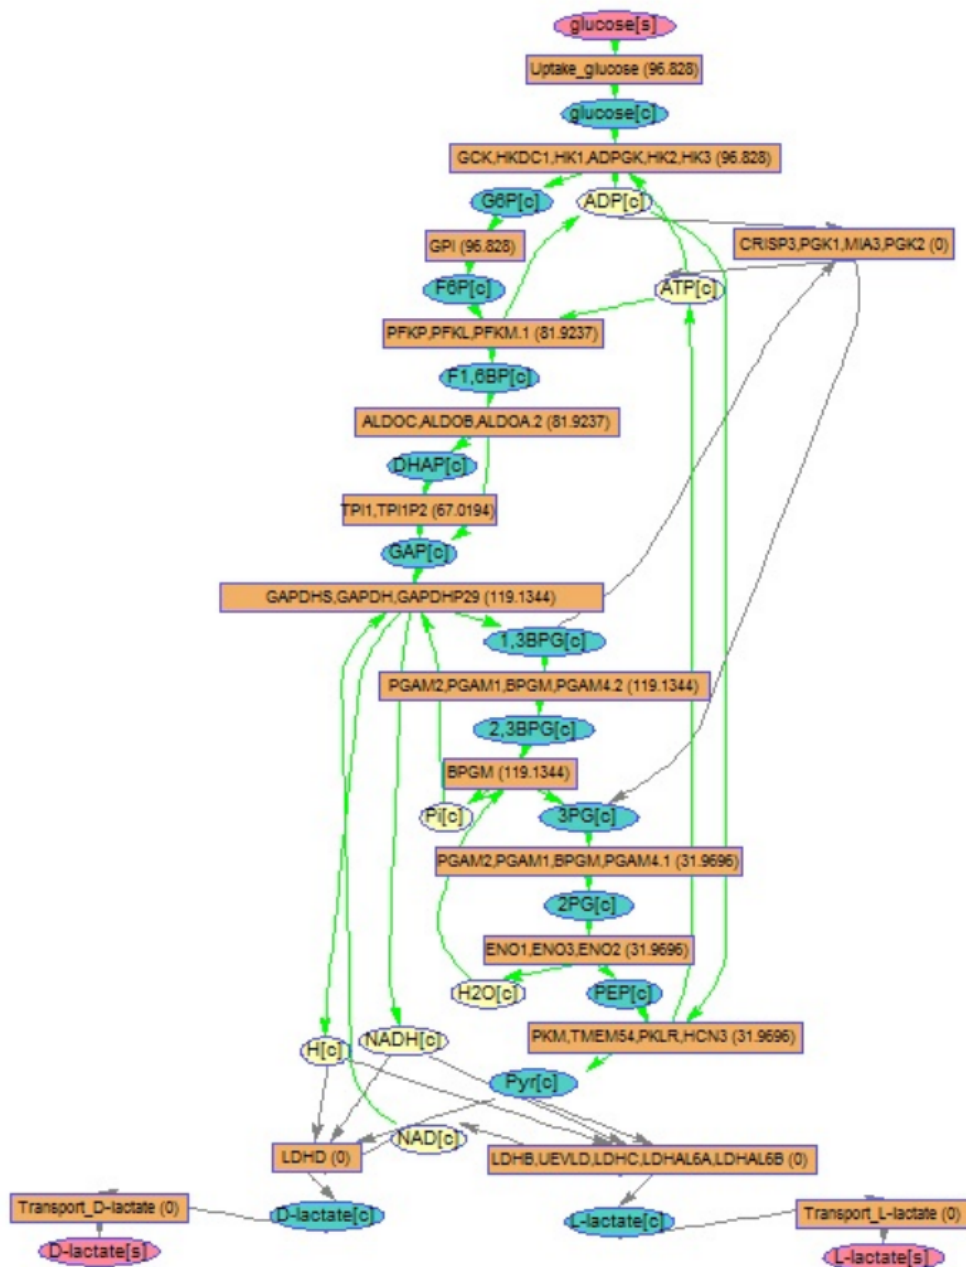 glucose[s]
Uptake_glucose (96.828)
glucose[c]
GCK,HKDC1,HK1,ADPGK,HK2,HK3 (96.828)
G6P[c]
ADP[c]
GPI (96.828)
CRISP3,PGK1,MIA3,PGK2 (0)
F6P[c]
ATP[c]
PFKP,PFKL,PFKM.1 (81.9237)
F1,6BP[c]
ALDOC,ALDOB,ALDOA.2 (81.9237)
DHAP[c]
TPI1,TPI1P2 (67.0194)
GAP[c]
GAPDHS,GAPDH,GAPDHP29 (119.1344)
1,3BPG[c]
PGAM2,PGAM1,BPGM,PGAM4.2 (119.1344)
2,3BPG[c]
BPGM (119.1344)
Pi[c]
3PG[c]
PGAM2,PGAM1,BPGM,PGAM4.1 (31.9696)
2PG[c]
ENO1,ENO3,ENO2 (31.9696)
H2O[c]
PEP[c]
PKM,TMEM54,PKLR,HCN3 (31.9696)
H[c]
NADH[c]
Pyr[c]
NAD[c]
LDHD (0)
LDHB,UEVLD,LDHC,LDHAL6A,LDHAL6B (0)
Transport_D-lactate (0)
D-lactate[c]
L-lactate[c]
Transport_L-lactate (0)
D-lactate[s]
L-lactate[s]